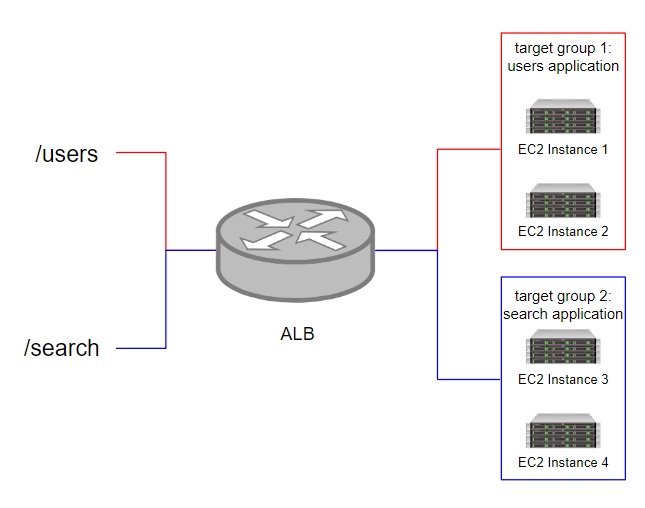 target group 1:
users application
EC2 Instance 1
/users
EC2 Instance 2
target group 2:
search application
/search
ALB
EC2 Instance 3
EC2 Instance 4